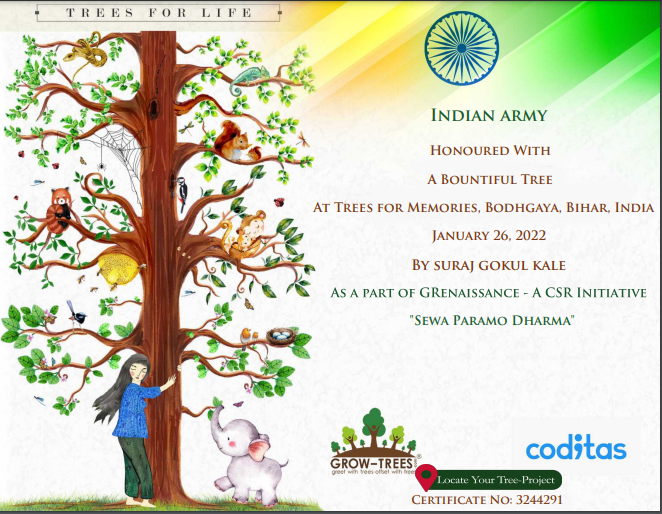 TREES FOR LIFE
INDIAN ARMY
HONOURED WITH
A BOUNTIFUL TREE
AT TREES FOR MEMORIES, BODHGAYA, BIHAR, INDIA
JANUARY 26, 2022
BY SURAJ GOKUL KALE
AS A PART OF GRENAISSANCE - A CSR INITIATIVE
"SEWA PARAMO DHARMA"
GROW-TREES
greet with trees·offset with trees
coditas
Locate Your Tree-Project
CERTIFICATE NO: 3244291